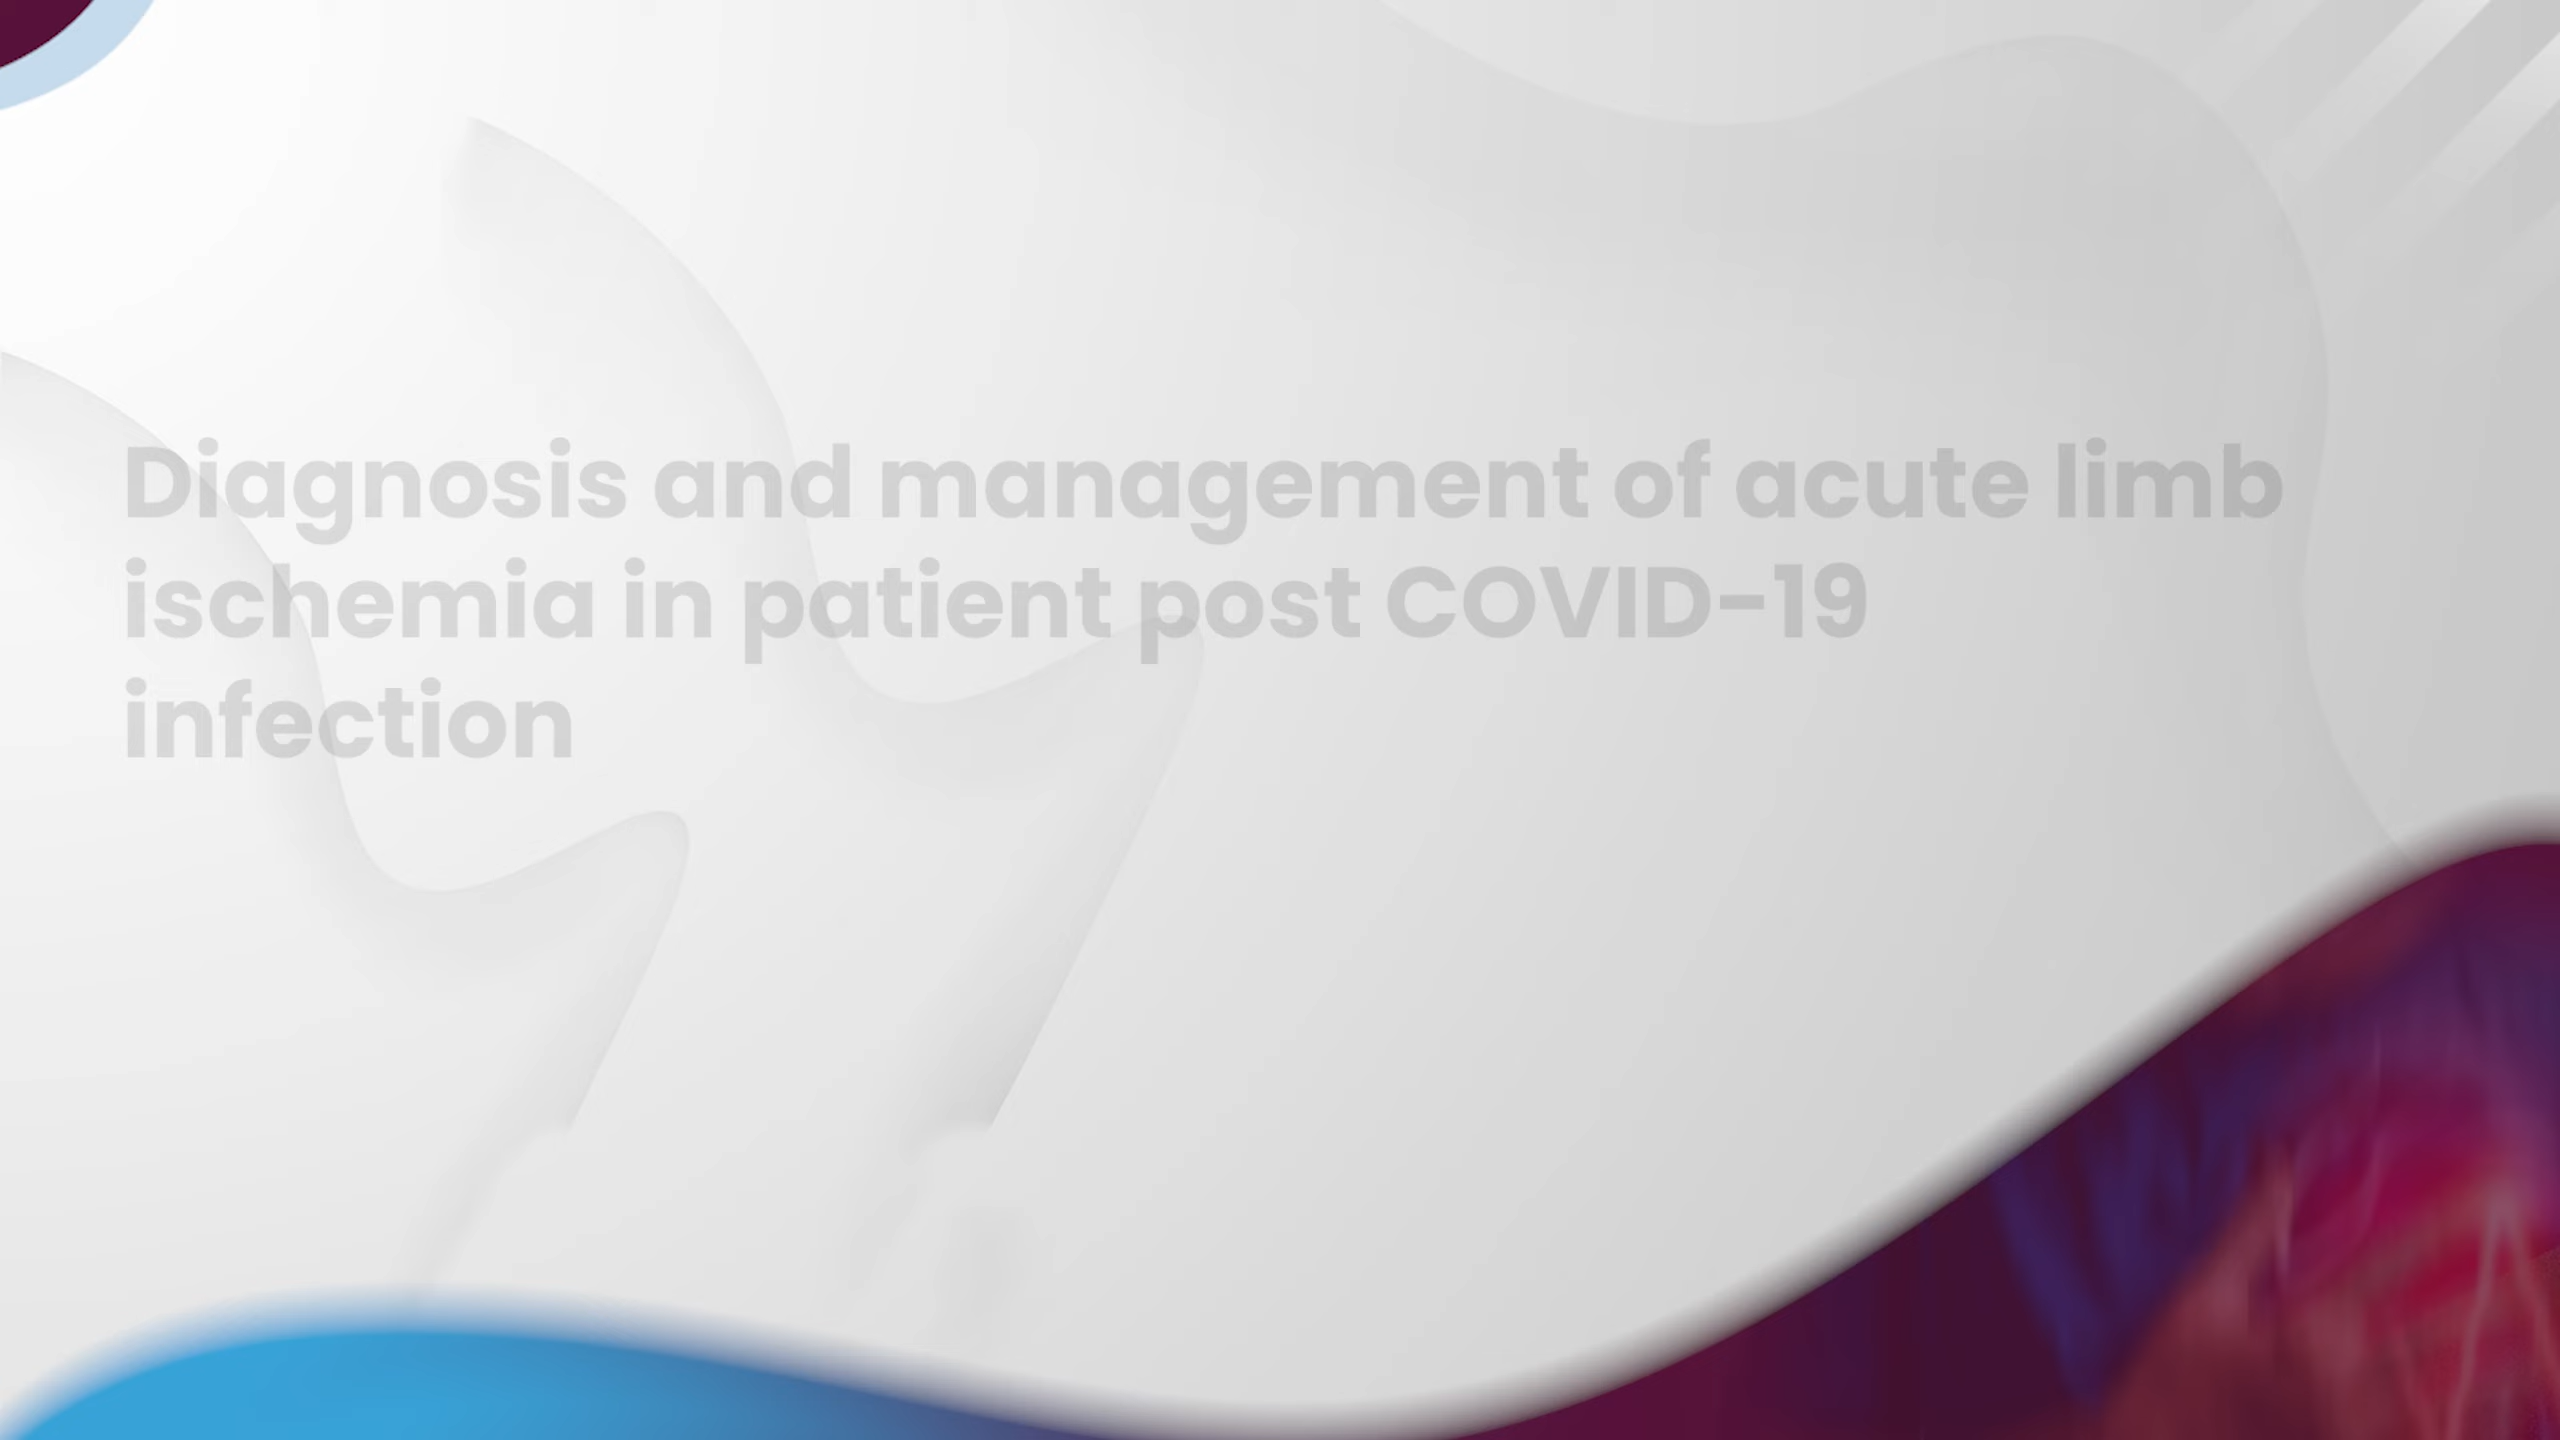 Diagnosis and management of acute limb
ischemia in patient post COVID-19
infection